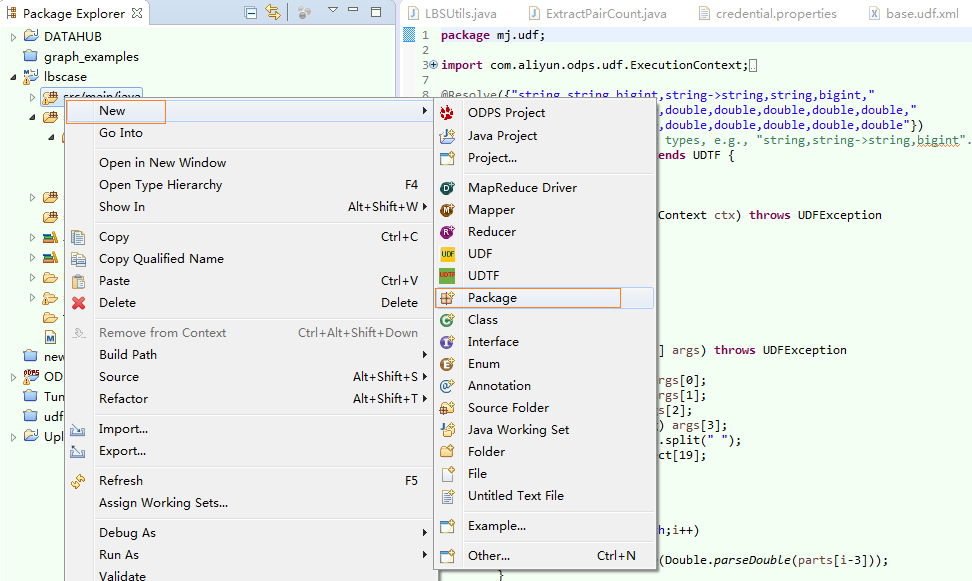 Package Explorer
LBSUtils.java
ExtractPairCount.java
credential.properties
base.udf.xml
DATAHUB
graph_examples
lbscase
src/main/java
new
Tun
udf
Upl
New
Go Into
Open in New Window
Open Type Hierarchy F4
Show In Alt+Shift+W
Copy Ctrl+C
Copy Qualified Name
Paste Ctrl+V
Delete Delete
Remove from Context Ctrl+Alt+Shift+Down
Build Path
Source Alt+Shift+S
Refactor Alt+Shift+T
Import...
Export...
Refresh F5
Assign Working Sets...
Debug As
Run As
Validate
ODPS Project
Java Project
Project...
MapReduce Driver
Mapper
Reducer
UDF UDF
UDTF UDTF
Package
Class
Interface
Enum
Annotation
Source Folder
Java Working Set
Folder
File
Untitled Text File
Example...
Other... Ctrl+N
1 package mj.udf;
2
3 import com.aliyun.odps.udf.ExecutionContext;
7
8 @Resolve({"string,string,bigint,string->string,string,bigint,"
,double,double,double,double,double,"
,double,double,double,double,double"})
types, e.g., "string,string->string,bigint".
ends UDTF {
Context ctx) throws UDFException
] args) throws UDFException
rgs[0];
rgs[1];
s[2];
) args[3];
.split(" ");
ct[19];
h;i++)
(Double.parseDouble(parts[i-3]));
}